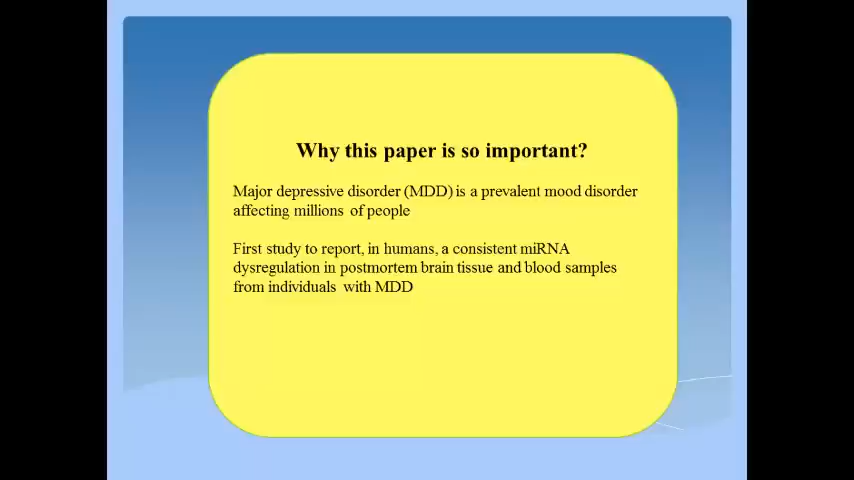 Why this paper is so important?
Major depressive disorder (MDD) is a prevalent mood disorder
affecting millions of people
First study to report, in humans, a consistent miRNA
dysregulation in postmortem brain tissue and blood samples
from individuals with MDD